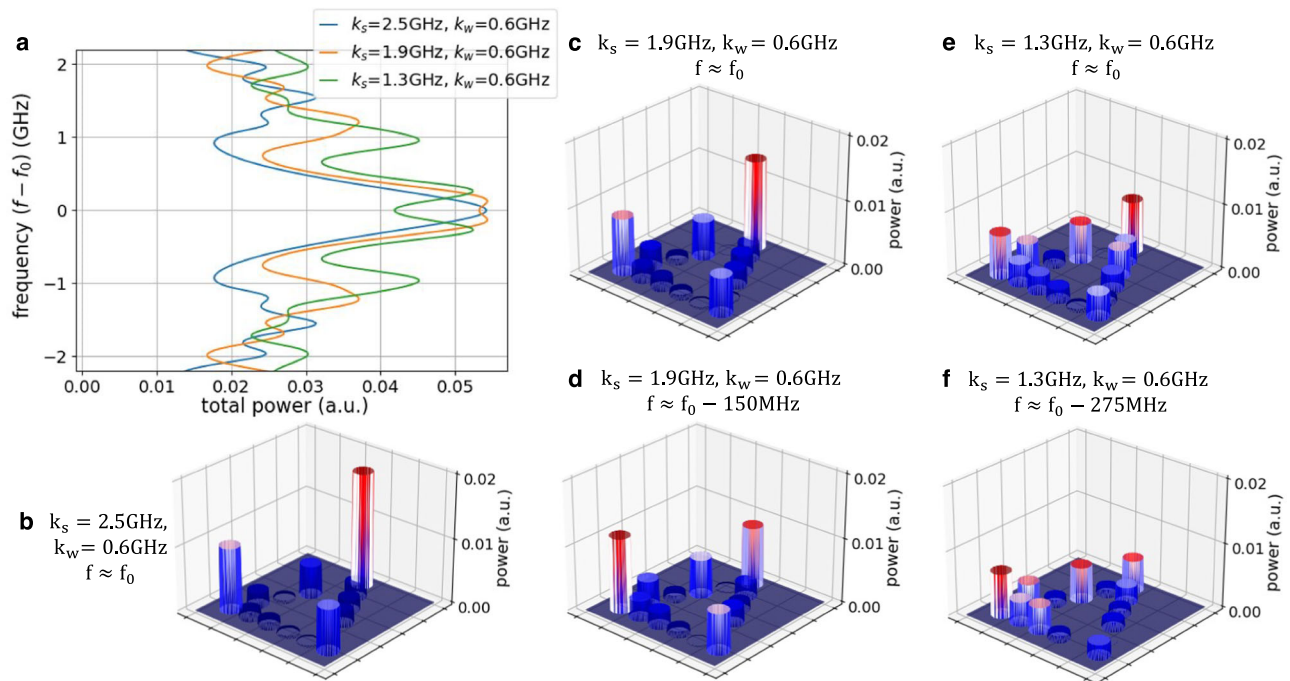 a
k_s=2.5GHz, k_w=0.6GHz
k_s=1.9GHz, k_w=0.6GHz
k_s=1.3GHz, k_w=0.6GHz
frequency (f − f_0) (GHz)
2
1
0
−1
−2
0.00 0.01 0.02 0.03 0.04 0.05
total power (a.u.)
b
k_s = 2.5GHz,
k_w = 0.6GHz
f ≈ f_0
0.02
0.01
0.00
power (a.u.)
c k_s = 1.9GHz, k_w = 0.6GHz
f ≈ f_0
0.02
0.01
0.00
power (a.u.)
d k_s = 1.9GHz, k_w = 0.6GHz
f ≈ f_0 − 150MHz
0.02
0.01
0.00
power (a.u.)
e k_s = 1.3GHz, k_w = 0.6GHz
f ≈ f_0
0.02
0.01
0.00
power (a.u.)
f k_s = 1.3GHz, k_w = 0.6GHz
f ≈ f_0 − 275MHz
0.02
0.01
0.00
power (a.u.)